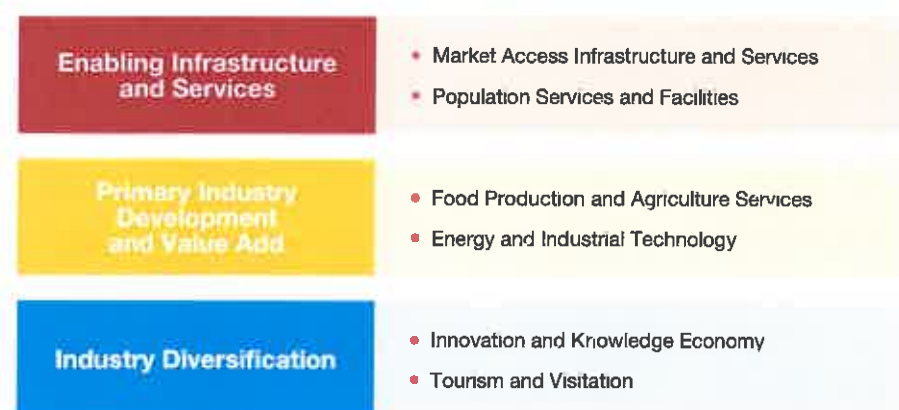 Enabling Infrastructure
and Services
• Market Access Infrastructure and Services
• Population Services and Facilities
Primary Industry
Development
and Value Add
• Food Production and Agriculture Services
• Energy and Industrial Technology
Industry Diversification
• Innovation and Knowledge Economy
• Tourism and Visitation